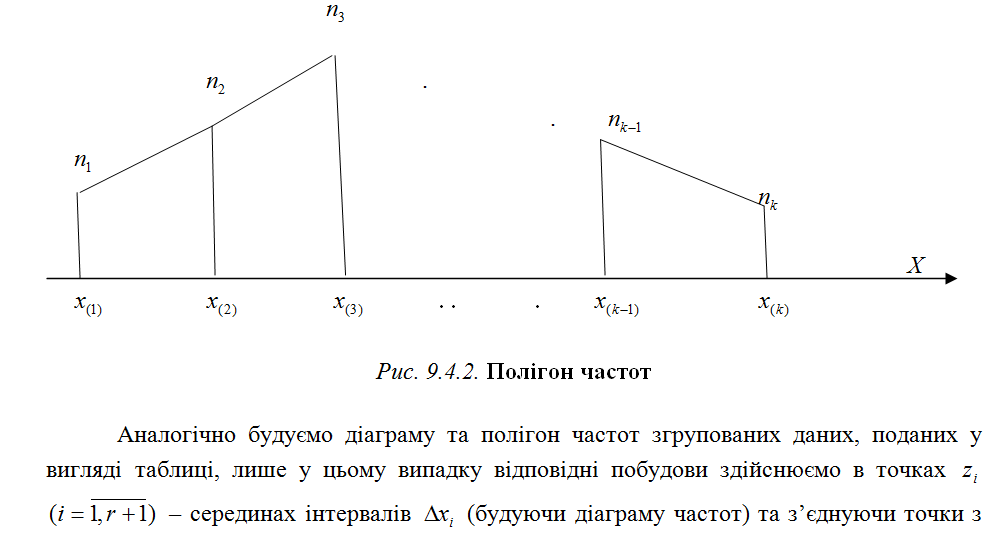 n₃
n₂
n₁
nₖ₋₁
nₖ
X
x₍₁₎ x₍₂₎ x₍₃₎ . . . x₍ₖ₋₁₎ x₍ₖ₎
Рис. 9.4.2. Полігон частот
Аналогічно будуємо діаграму та полігон частот згрупованих даних, поданих у
вигляді таблиці, лише у цьому випадку відповідні побудови здійснюємо в точках zᵢ
(i = 1, r + 1) – серединах інтервалів Δxᵢ (будуючи діаграму частот) та з’єднуючи точки з